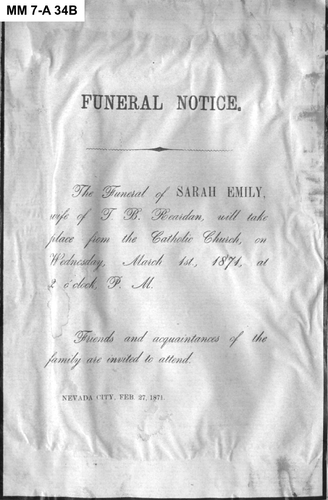 MM 7-A 34B
FUNERAL NOTICE.
The Funeral of SARAH EMILY,
wife of T. B. Reardan, will take
place from the Catholic Church, on
Wednesday, March 1st, 1871, at
2 o'clock, P. M.
Friends and acquaintances of the
family are envited to attend.
NEVADA CITY, FEB 27, 1871.